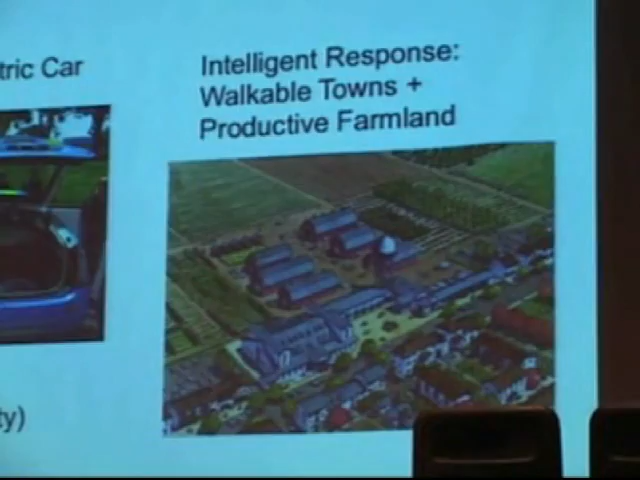 tric Car
Intelligent Response:
Walkable Towns +
Productive Farmland
ty)